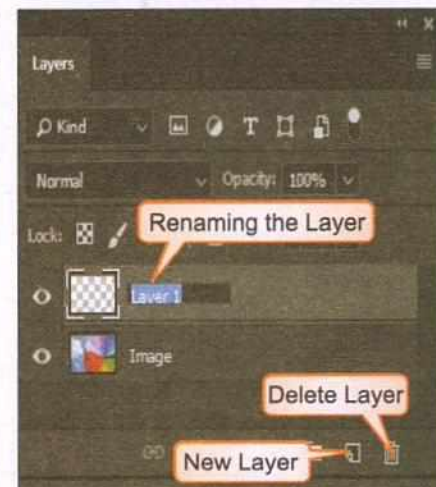 Layers
Kind
Normal Opacity: 100%
Lock:
Renaming the Layer
Layer 1
Image
Delete Layer
New Layer